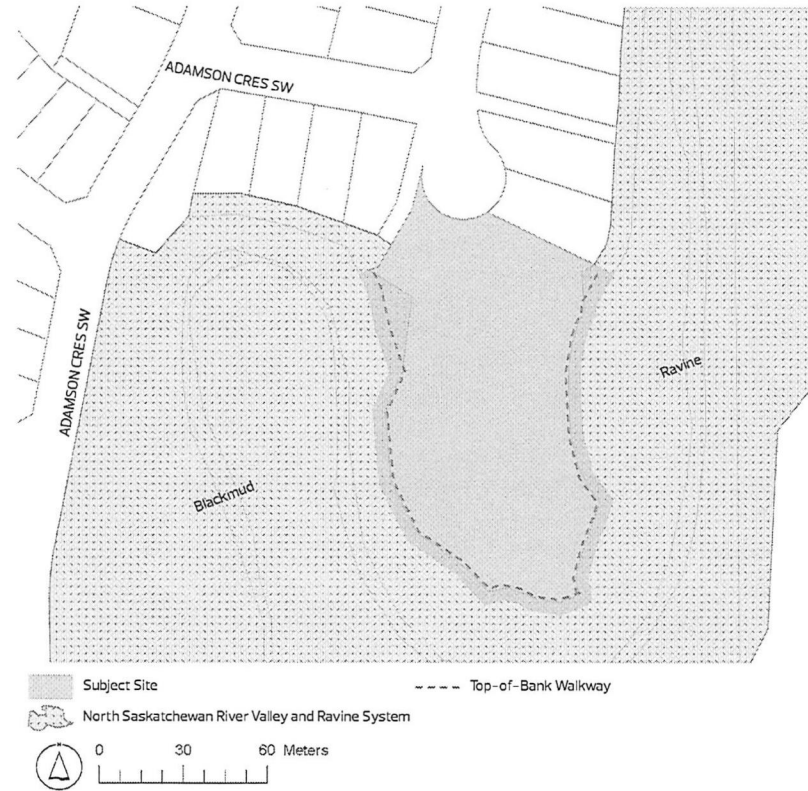 ADAMSON CRES SW
ADAMSON CRES SW
Ravine
Blackmud
Subject Site
Top-of-Bank Walkway
North Saskatchewan River Valley and Ravine System
0 30 60 Meters